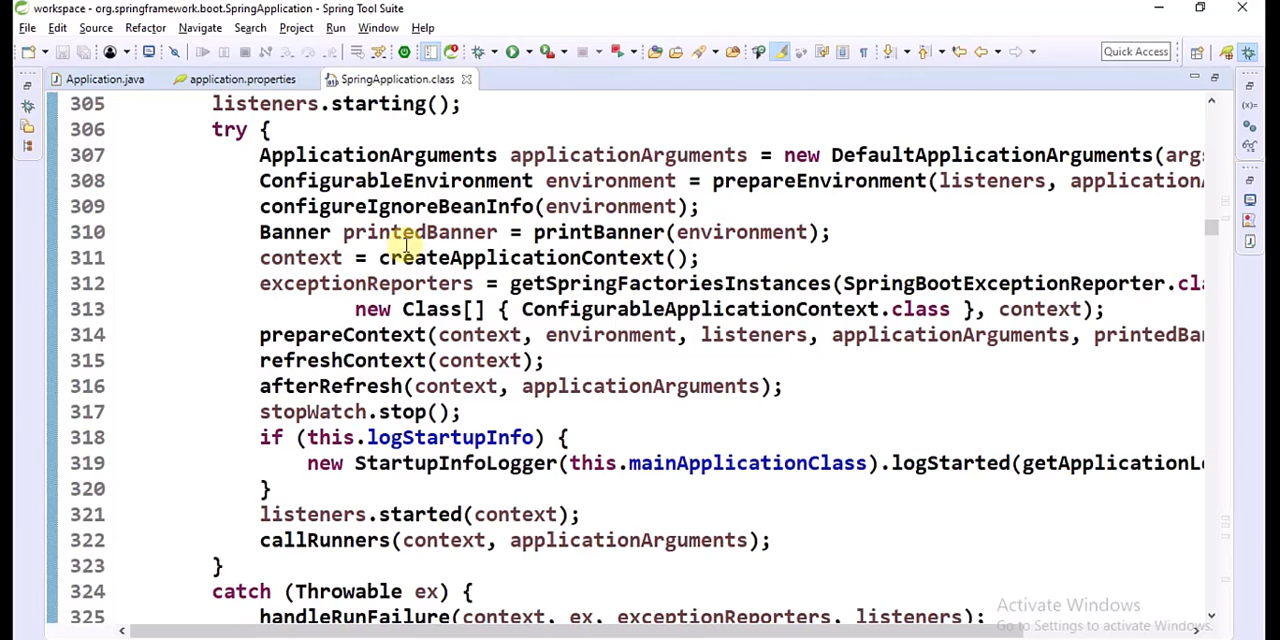 workspace - org.springframework.boot.SpringApplication - Spring Tool Suite
File Edit Source Refactor Navigate Search Project Run Window Help
Quick Access
Application.java application.properties SpringApplication.class
305 listeners.starting();
306 try {
307 ApplicationArguments applicationArguments = new DefaultApplicationArguments(args
308 ConfigurableEnvironment environment = prepareEnvironment(listeners, applicationA
309 configureIgnoreBeanInfo(environment);
310 Banner printedBanner = printBanner(environment);
311 context = createApplicationContext();
312 exceptionReporters = getSpringFactoriesInstances(SpringBootExceptionReporter.cla
313 new Class[] { ConfigurableApplicationContext.class }, context);
314 prepareContext(context, environment, listeners, applicationArguments, printedBan
315 refreshContext(context);
316 afterRefresh(context, applicationArguments);
317 stopWatch.stop();
318 if (this.logStartupInfo) {
319 new StartupInfoLogger(this.mainApplicationClass).logStarted(getApplicationLo
320 }
321 listeners.started(context);
322 callRunners(context, applicationArguments);
323 }
324 catch (Throwable ex) {
325 handleRunFailure(context, ex, exceptionReporters, listeners);
Activate Windows
Go to Settings to activate Windows.